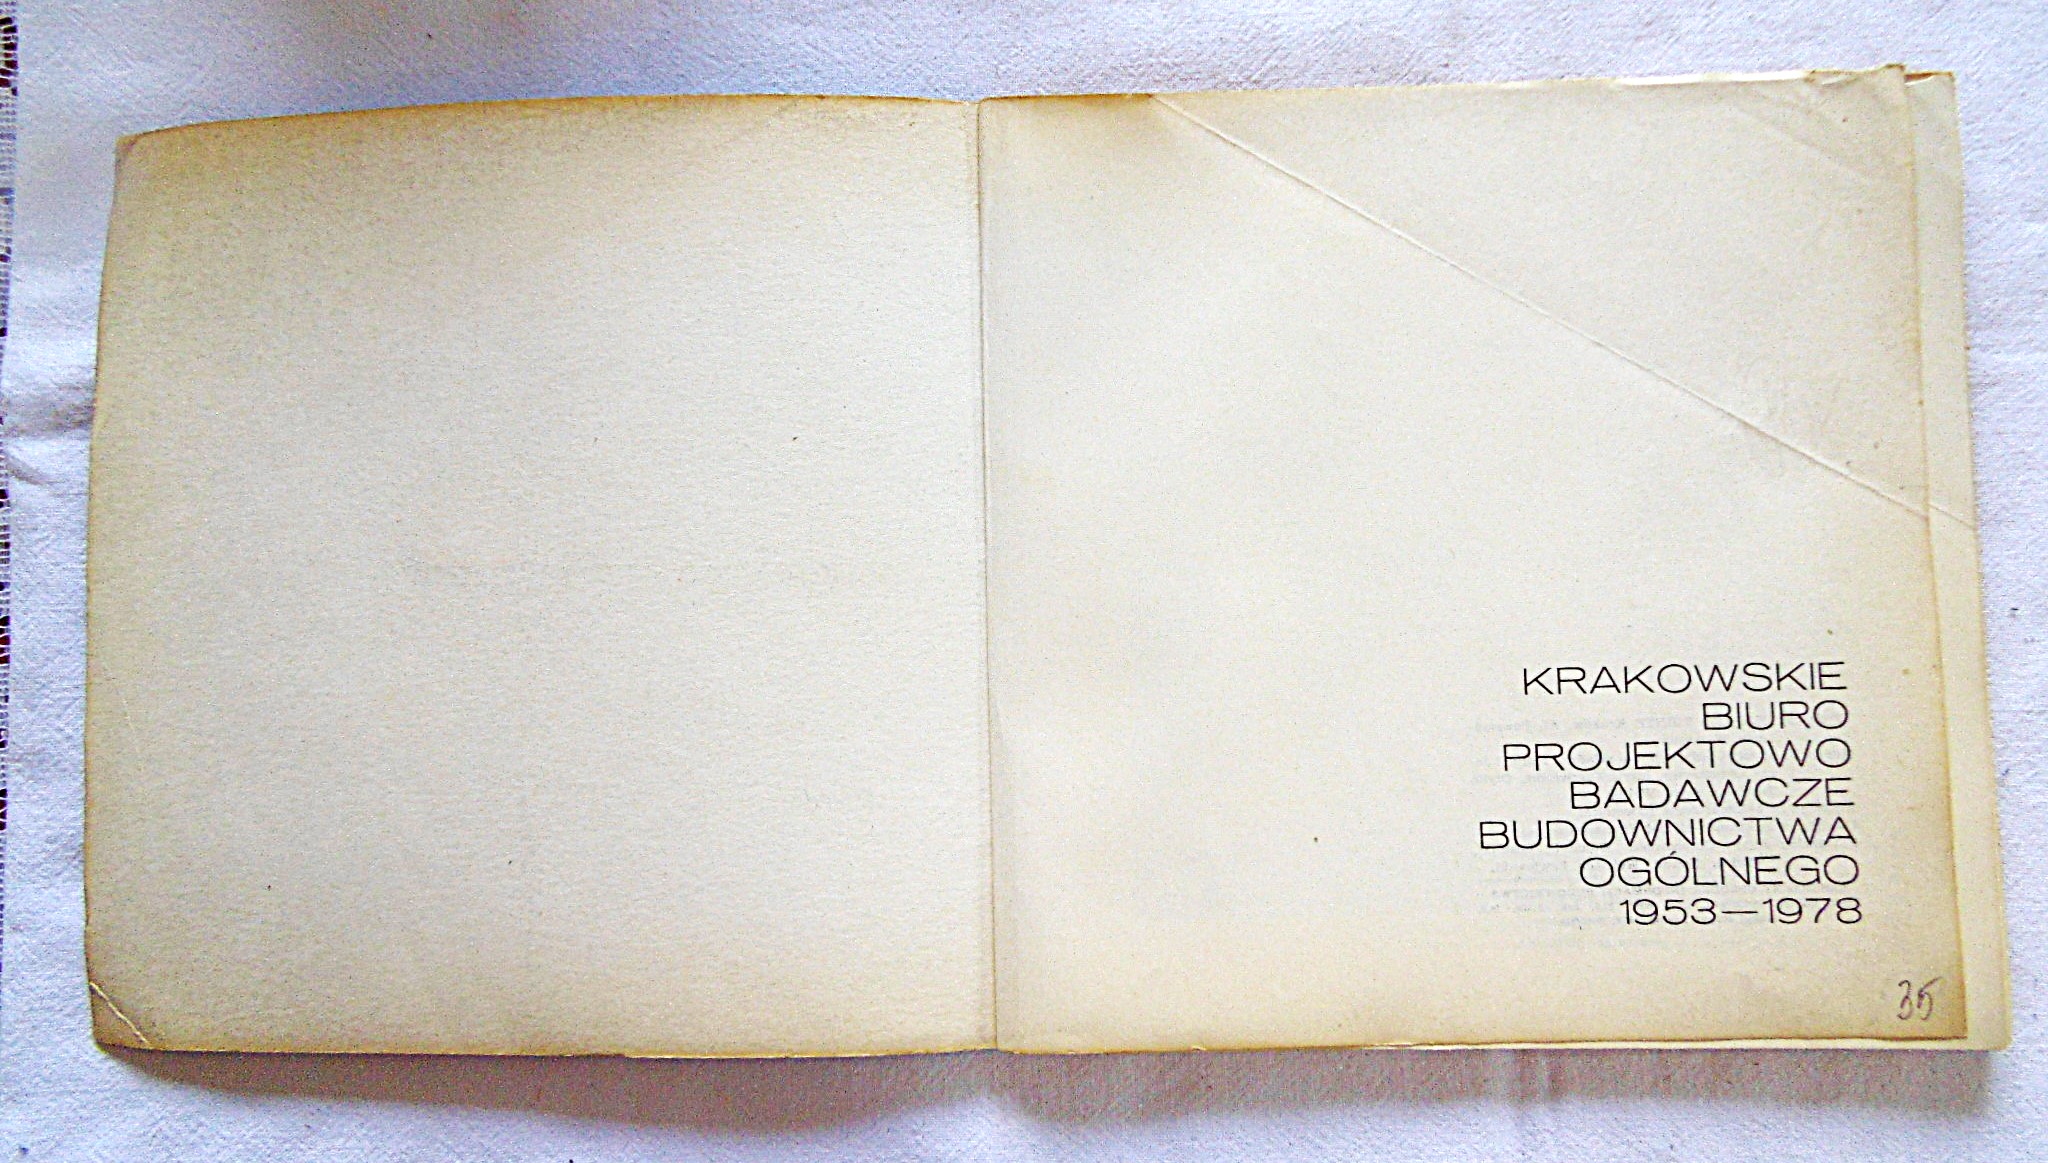 KRAKOWSKIE
BIURO
PROJEKTOWO
BADAWCZE
BUDOWNICTWA
OGÓLNEGO
1953—1978
35